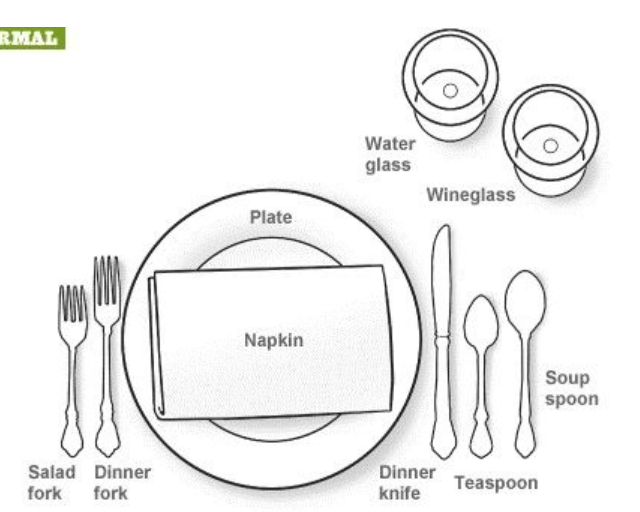 RMAL
Water
glass
Wineglass
Plate
Napkin
Soup
spoon
Salad
fork
Dinner
fork
Dinner
knife
Teaspoon